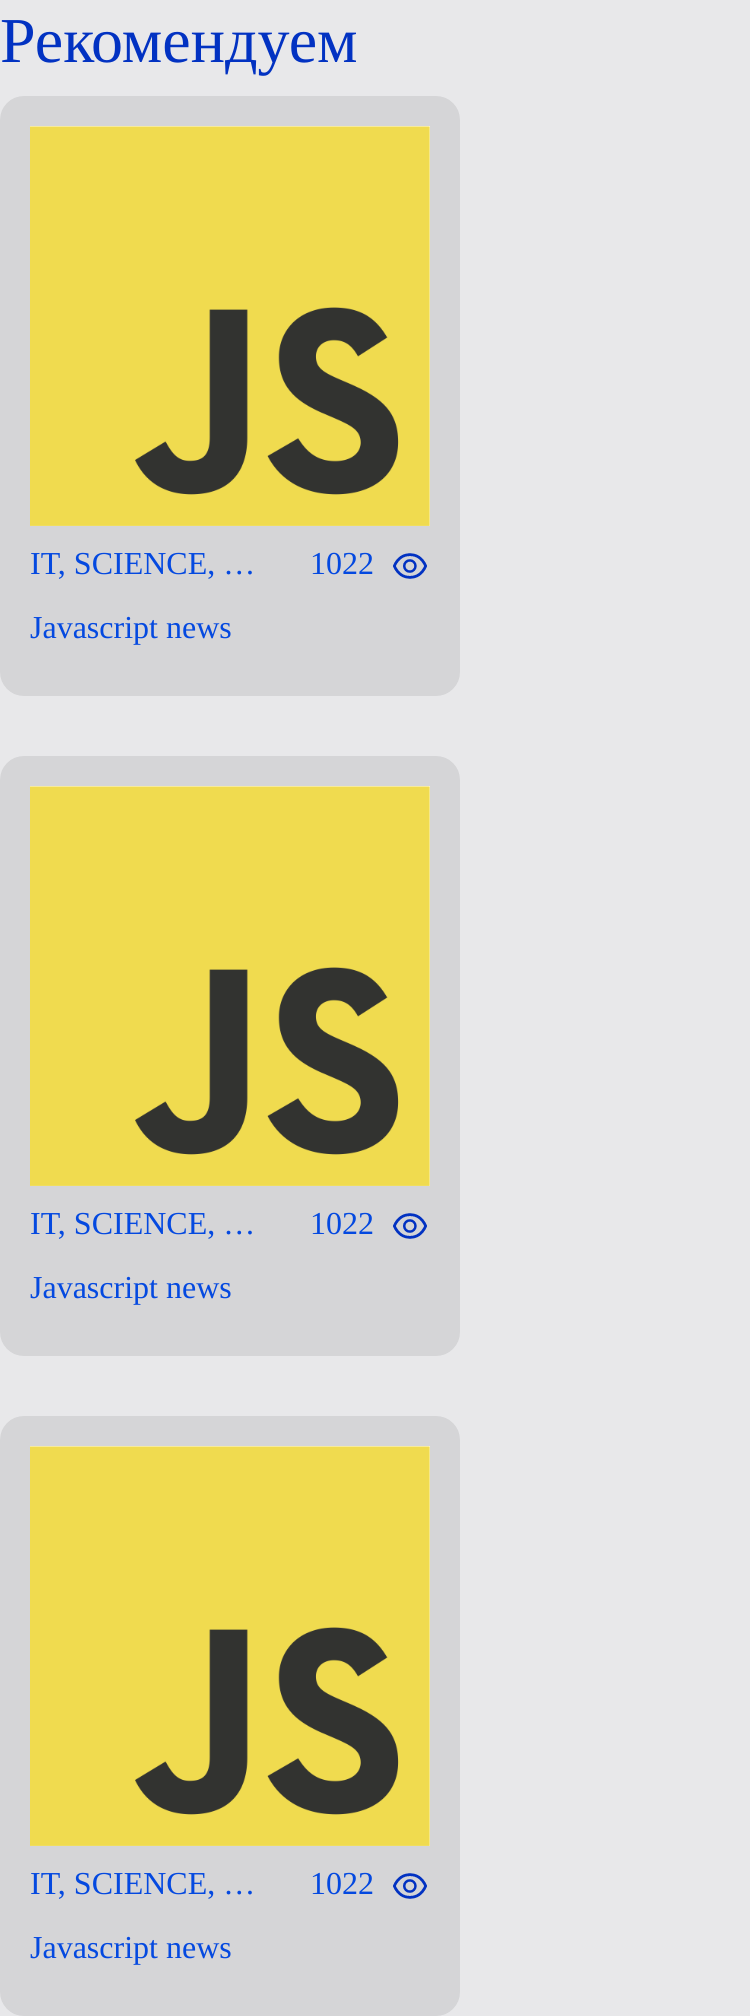 Рекомендуем
JS
IT, SCIENCE, ...
1022
Javascript news
JS
IT, SCIENCE, ...
1022
Javascript news
JS
IT, SCIENCE, ...
1022
Javascript news